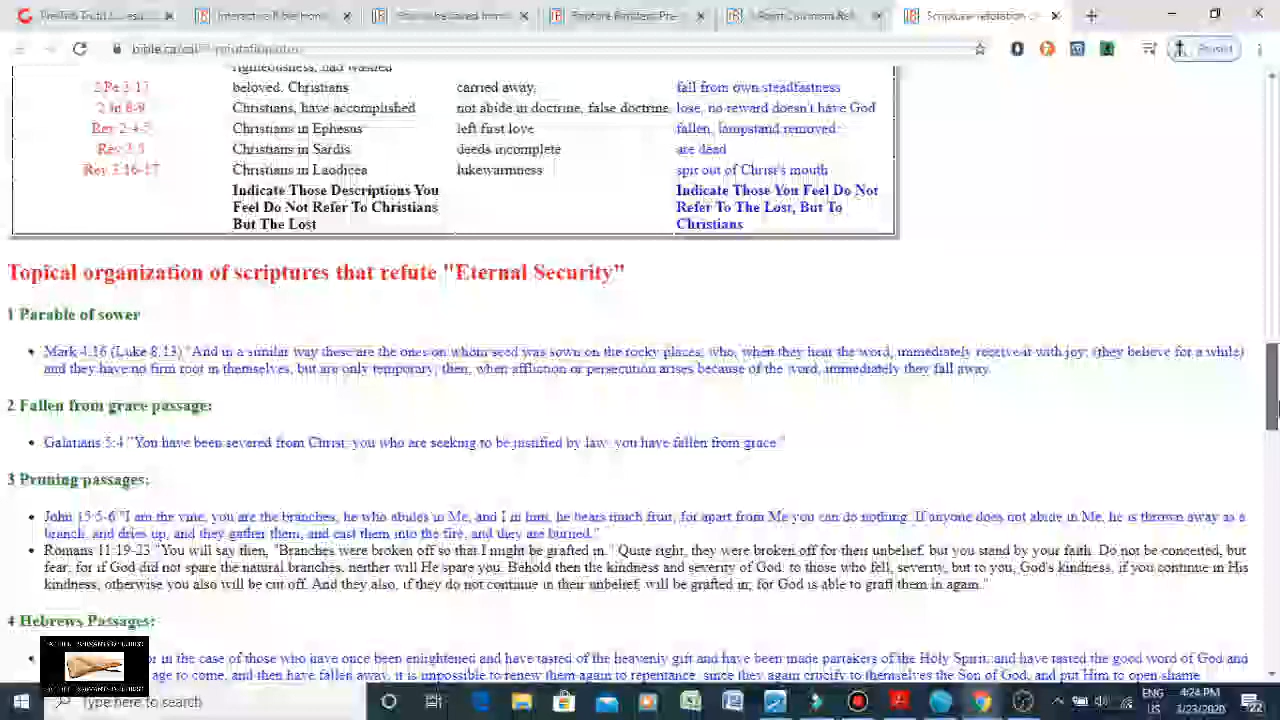 righteousness, had washed
2 Pe 3:17 beloved. Christians carried away, fall from own steadfastness
2 Jn 8-9 Christians, have accomplished not abide in doctrine, false doctrine lose, no reward doesn't have God
Rev 2:4-5 Christians in Ephesus left first love fallen, lampstand removed
Christians in Sardis deeds incomplete are dead
Rev 3:16-17 Christians in Laodicea lukewarmness spit out of Christ's mouth
Indicate Those Descriptions You Indicate Those You Feel Do Not
Feel Do Not Refer To Christians Refer To The Lost, But To
But The Lost Christians
Topical organization of scriptures that refute "Eternal Security"
1 Parable of sower
Mark 4:16 (Luke 8:13) "And in a similar way these are the ones on whom seed was sown on the rocky places, who, when they hear the word, immediately receive it with joy; (they believe for a while)
and they have no firm root in themselves, but are only temporary; then, when affliction or persecution arises because of the word, immediately they fall away.
2 Fallen from grace passage:
Galatians 5:4 "You have been severed from Christ, you who are seeking to be justified by law; you have fallen from grace."
3 Pruning passages:
John 15:5-6 "I am the vine, you are the branches; he who abides in Me, and I in him, he bears much fruit; for apart from Me you can do nothing. If anyone does not abide in Me, he is thrown away as a
branch, and dries up; and they gather them, and cast them into the fire, and they are burned."
Romans 11:19-23 "You will say then, "Branches were broken off so that I might be grafted in." Quite right, they were broken off for their unbelief, but you stand by your faith. Do not be conceited, but
fear; for if God did not spare the natural branches, neither will He spare you. Behold then the kindness and severity of God; to those who fell, severity, but to you, God's kindness, if you continue in His
kindness; otherwise you also will be cut off. And they also, if they do not continue in their unbelief, will be grafted in; for God is able to graft them in again."
4 Hebrews Passages:
or in the case of those who have once been enlightened and have tasted of the heavenly gift and have been made partakers of the Holy Spirit, and have tasted the good word of God and
age to come, and then have fallen away, it is impossible to renew them again to repentance, since they again crucify to themselves the Son of God, and put Him to open shame
Type here to search
ENG
US
4:24 PM
1/23/2020